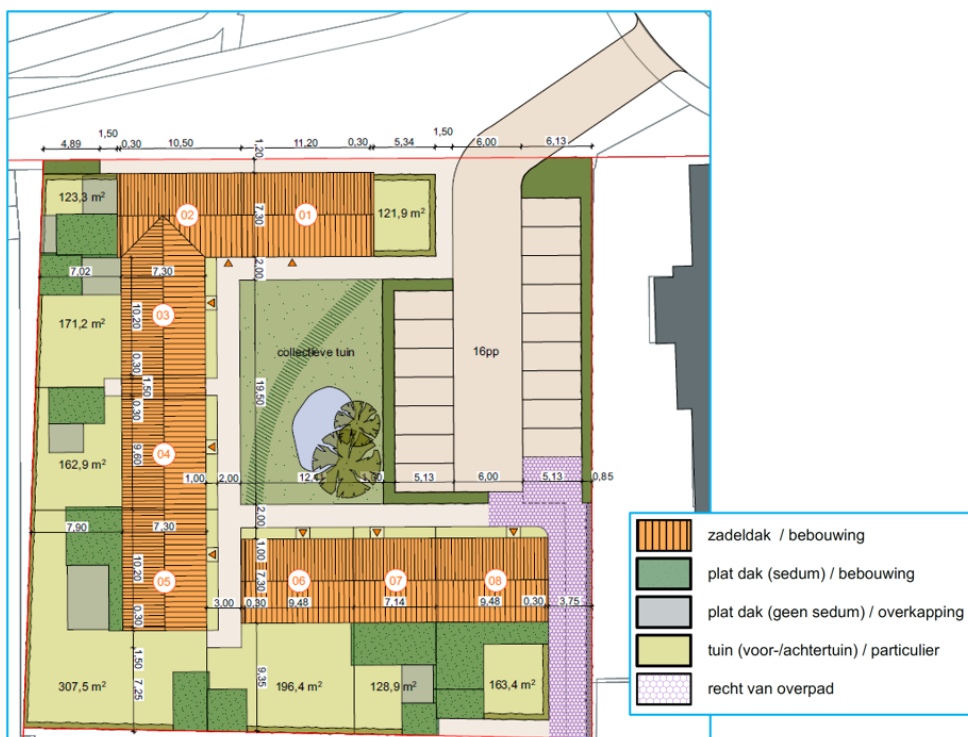 1,50 1,50
4,89 0,30 10,50 11,20 0,30 5,34 6,00 6,13
1,20
123,3 m²
02
01
121,9 m²
7,30
7,02 7,30
2,00
03
10,20
171,2 m²
collectieve tuin
16pp
0,30
1,50
0,30
19,50
04
9,60
162,9 m²
1,00 2,00 5,13 6,00 5,13 0,85
2,00
7,90 7,30
1,00
05
10,20
7,30
06
07
08
0,30
3,00 0,30 9,48 7,14 9,48 0,30 3,75
1,50
7,25
9,35
307,5 m²
196,4 m²
128,9 m²
163,4 m²
zadeldak / bebouwing
plat dak (sedum) / bebouwing
plat dak (geen sedum) / overkapping
tuin (voor-/achtertuin) / particulier
recht van overpad